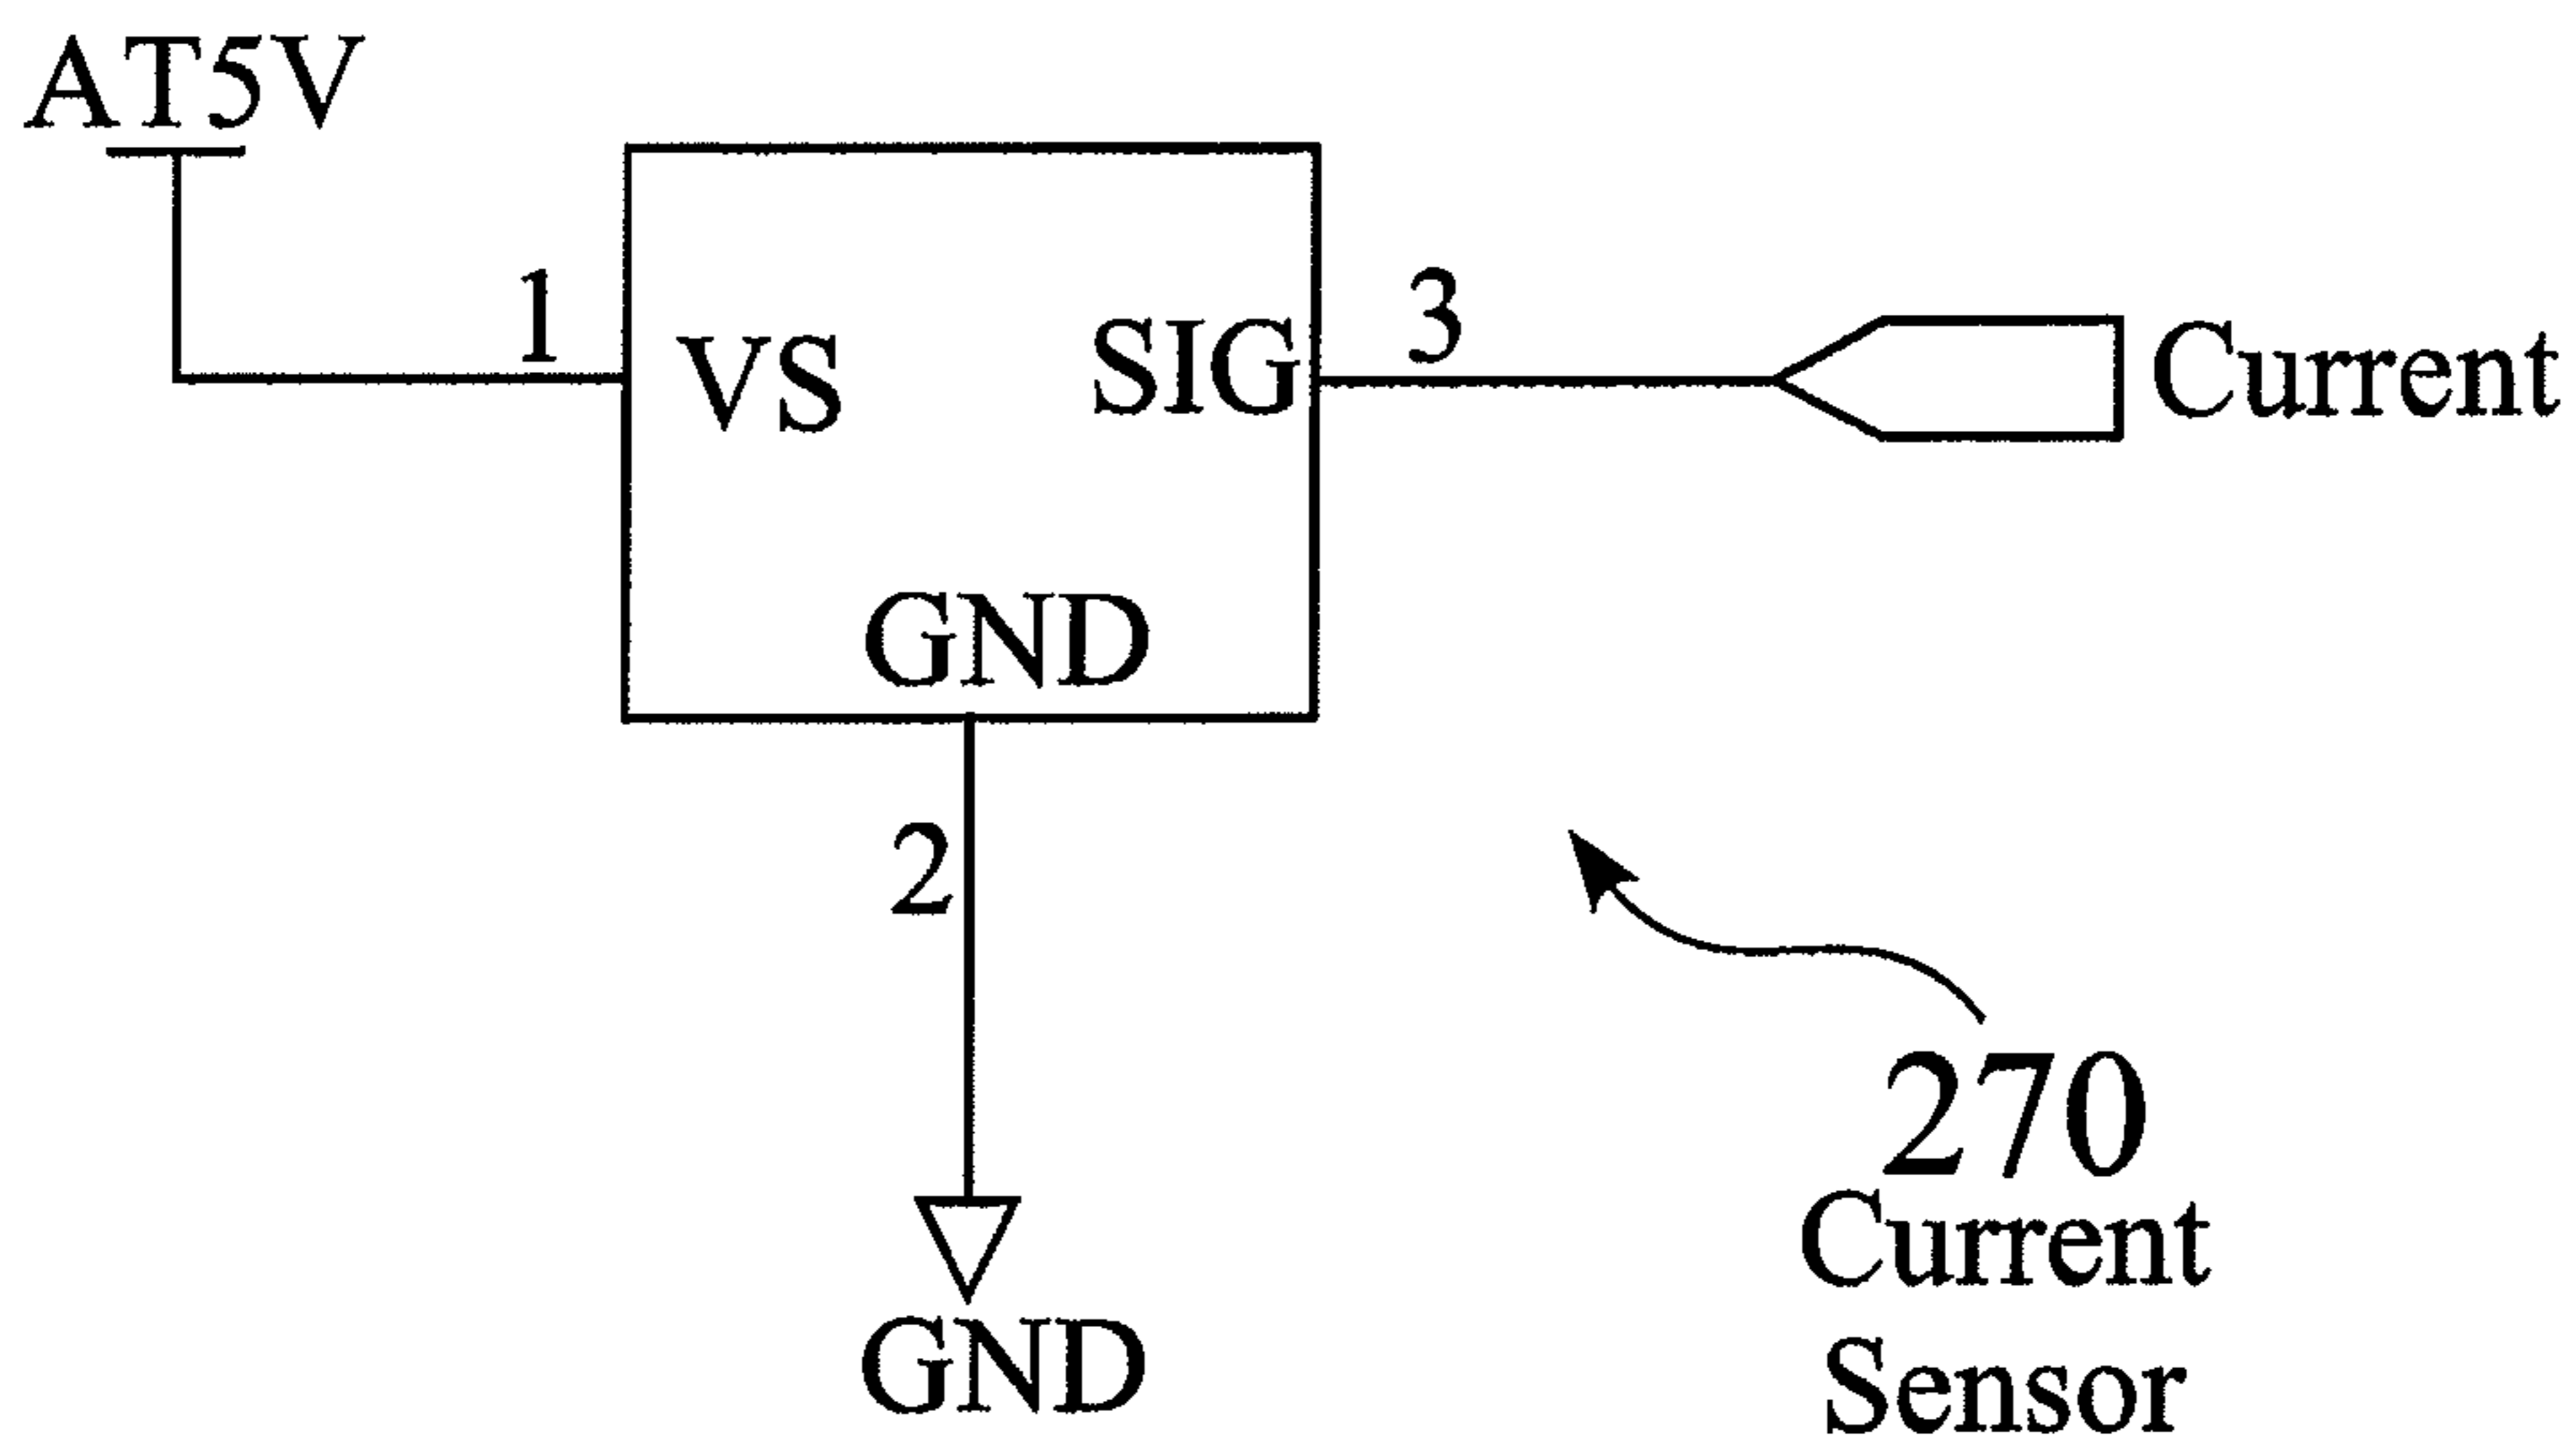 AT5V
1
VS
SIG
3
Current
GND
2
GND
270
Current
Sensor